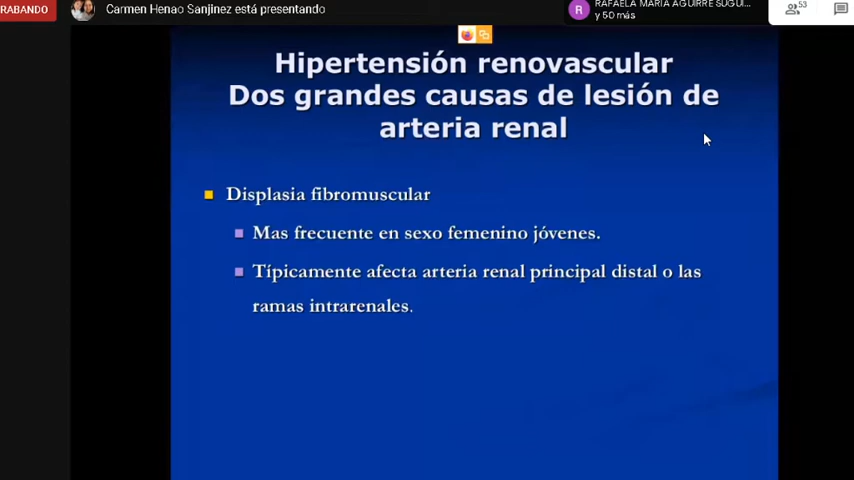 RABANDO
Carmen Henao Sanjinez está presentando
R
RAFAELA MARIA AGUIRRE SUGUI...
y 50 más
53
Hipertensión renovascular
Dos grandes causas de lesión de
arteria renal
Displasia fibromuscular
Mas frecuente en sexo femenino jóvenes.
Típicamente afecta arteria renal principal distal o las
ramas intrarenales.